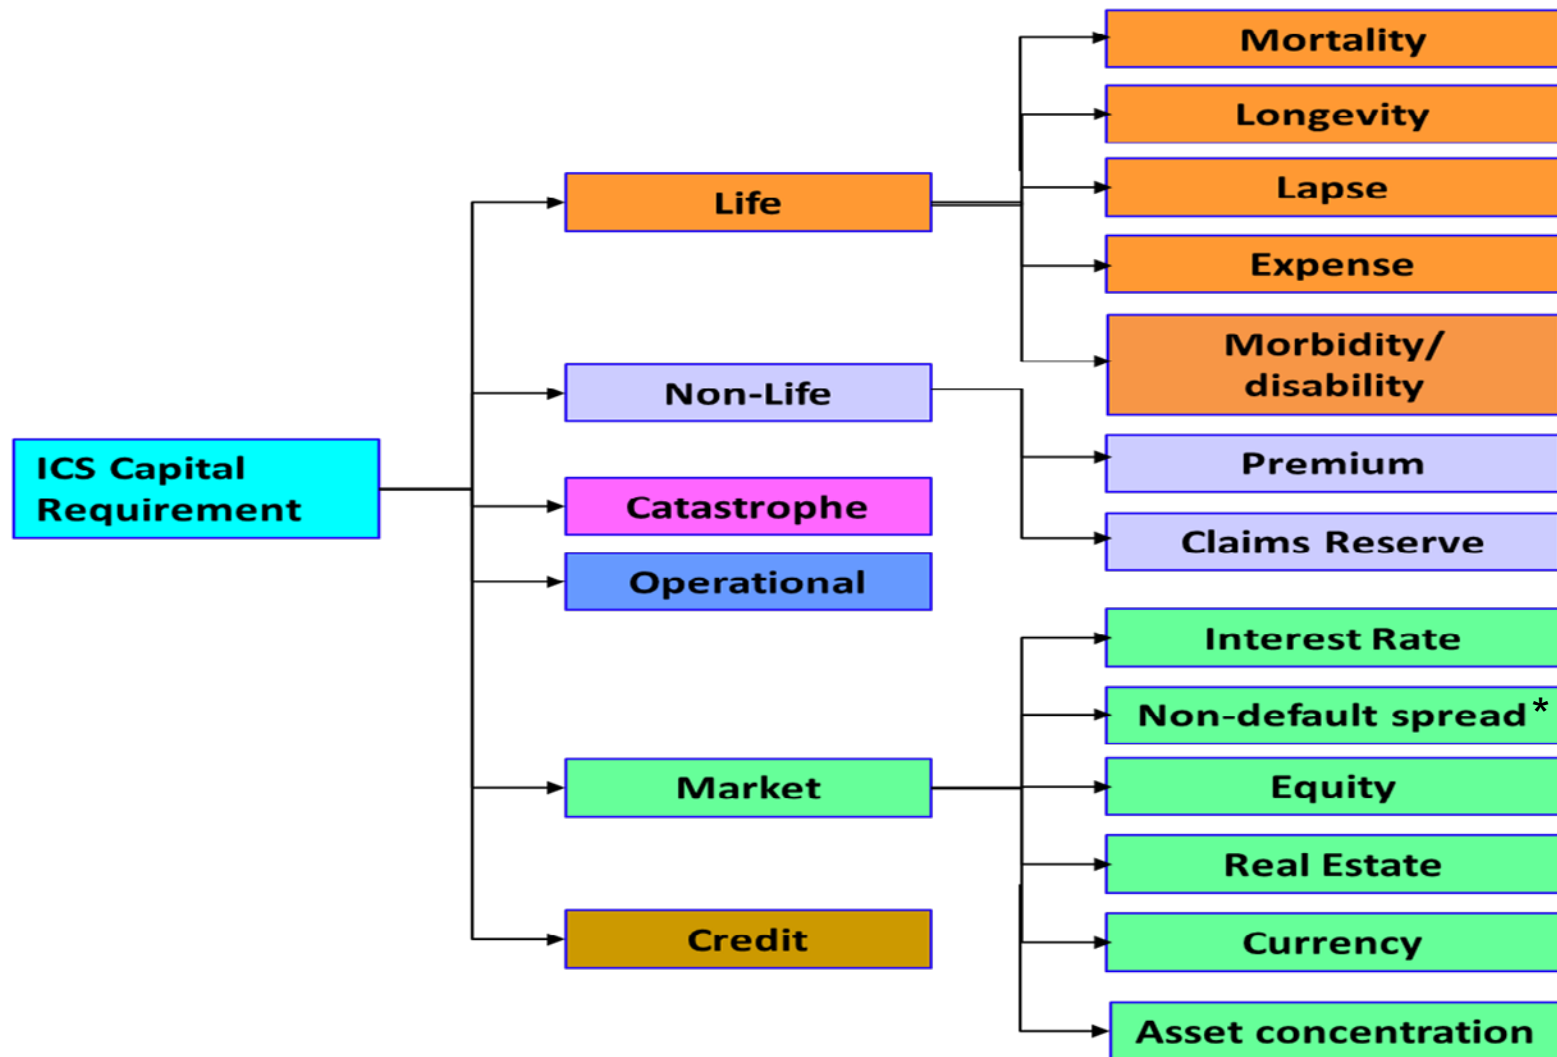 ICS Capital
Requirement
Life
Non-Life
Catastrophe
Operational
Market
Credit
Mortality
Longevity
Lapse
Expense
Morbidity/
disability
Premium
Claims Reserve
Interest Rate
Non-default spread*
Equity
Real Estate
Currency
Asset concentration